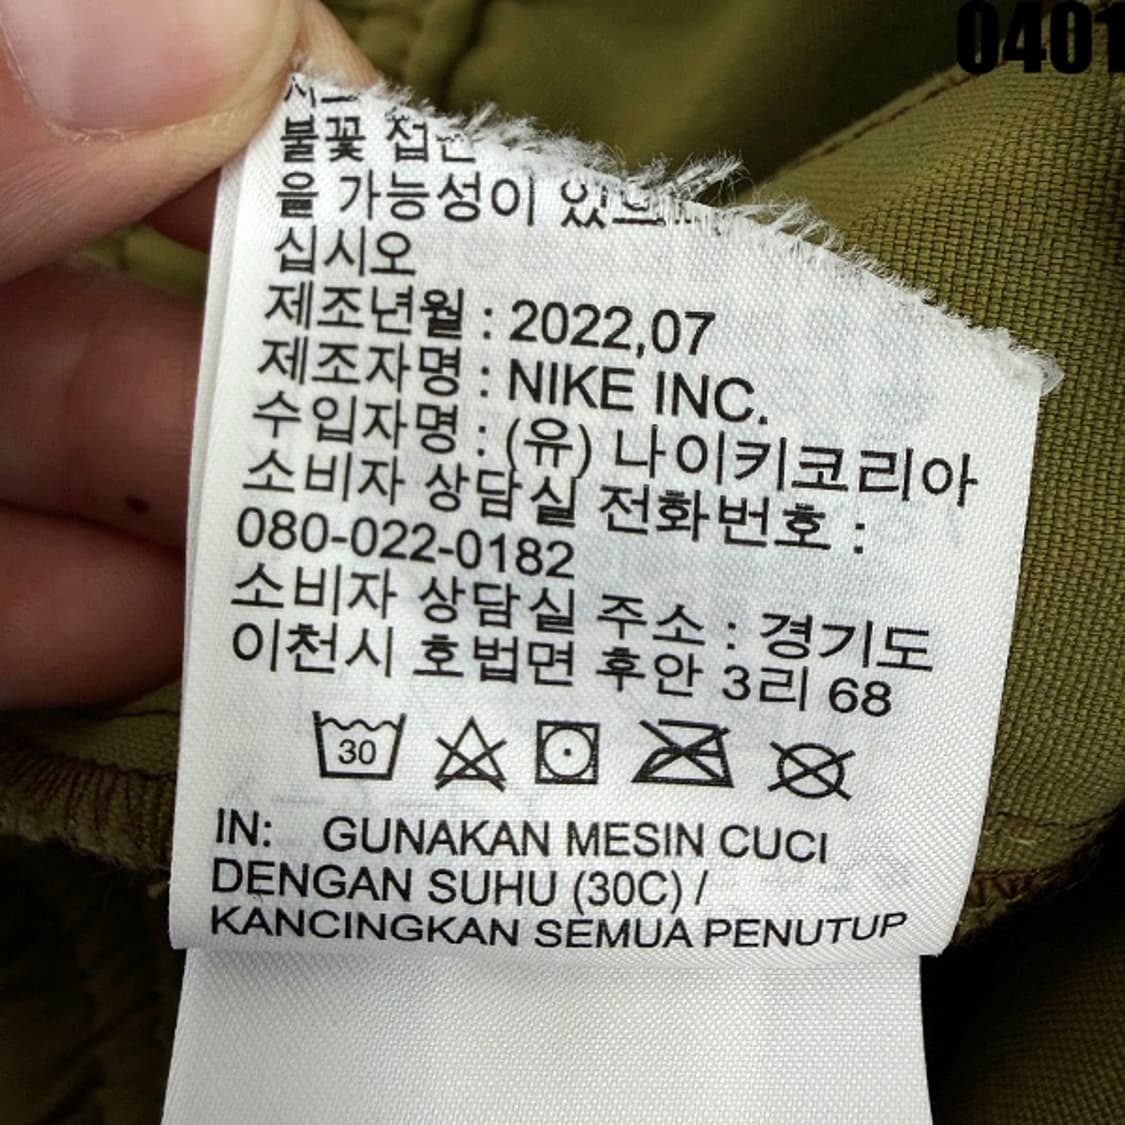 0401
불꽃 접근
을 가능성이 있으
십시오
제조년월 : 2022,07
제조자명 : NIKE INC.
수입자명 : (유) 나이키코리아
소비자 상담실 전화번호 :
080-022-0182
소비자 상담실 주소 : 경기도
이천시 호법면 후안 3리 68
30
IN: GUNAKAN MESIN CUCI
DENGAN SUHU (30C) /
KANCINGKAN SEMUA PENUTUP